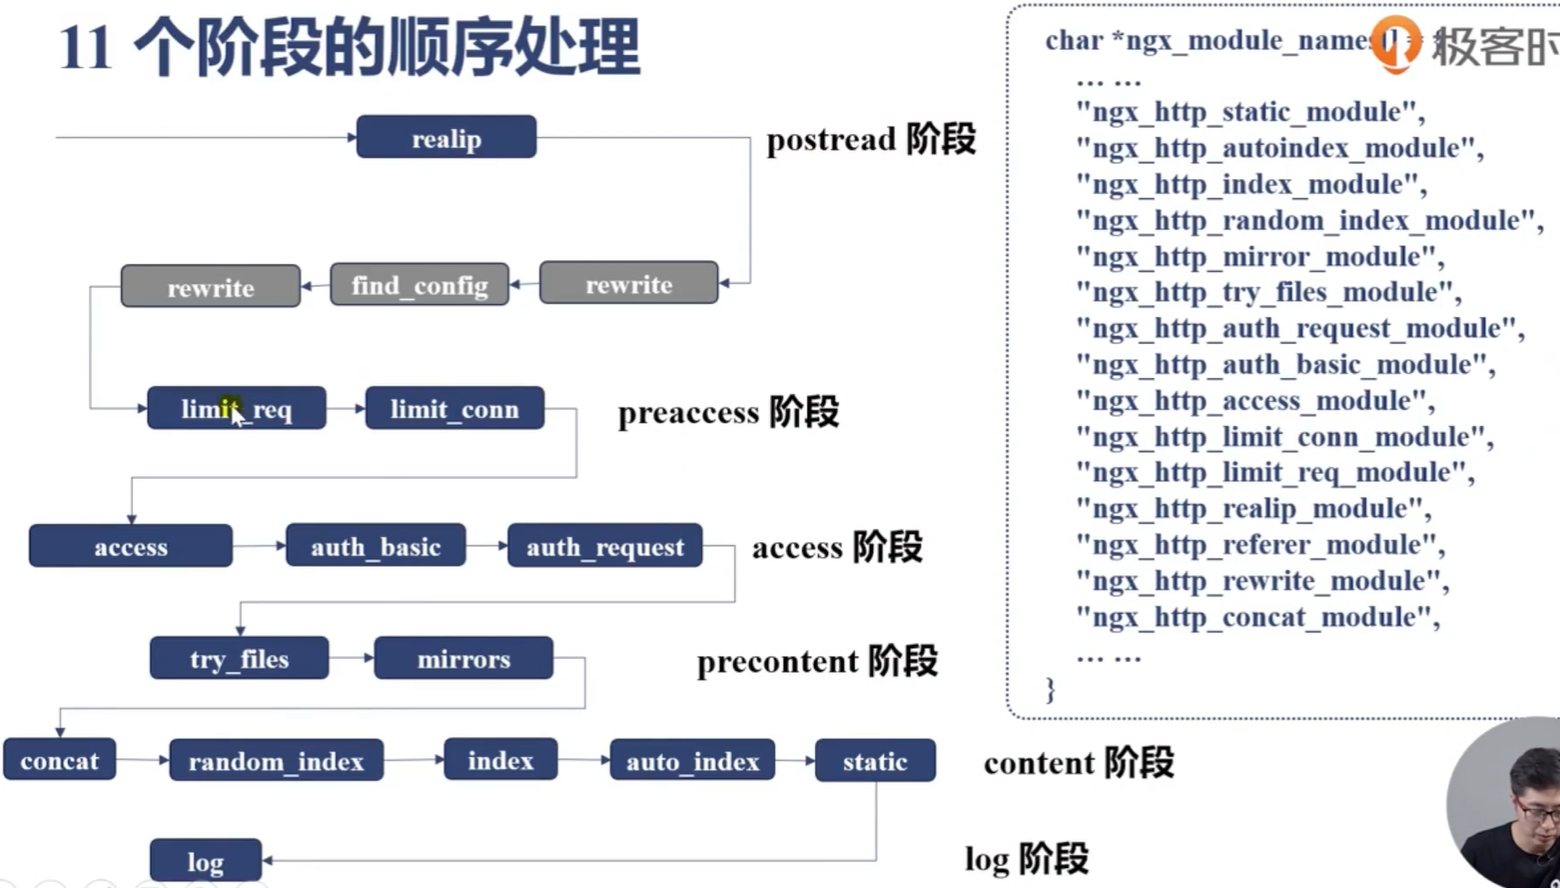 11 个阶段的顺序处理
realip
postread 阶段
rewrite
find_config
rewrite
limit_req
limit_conn
preaccess 阶段
access
auth_basic
auth_request
access 阶段
try_files
mirrors
precontent 阶段
concat
random_index
index
auto_index
static
content 阶段
log
log 阶段
char *ngx_module_names[] =
极客时
... ...
"ngx_http_static_module",
"ngx_http_autoindex_module",
"ngx_http_index_module",
"ngx_http_random_index_module",
"ngx_http_mirror_module",
"ngx_http_try_files_module",
"ngx_http_auth_request_module",
"ngx_http_auth_basic_module",
"ngx_http_access_module",
"ngx_http_limit_conn_module",
"ngx_http_limit_req_module",
"ngx_http_realip_module",
"ngx_http_referer_module",
"ngx_http_rewrite_module",
"ngx_http_concat_module",
... ...
}